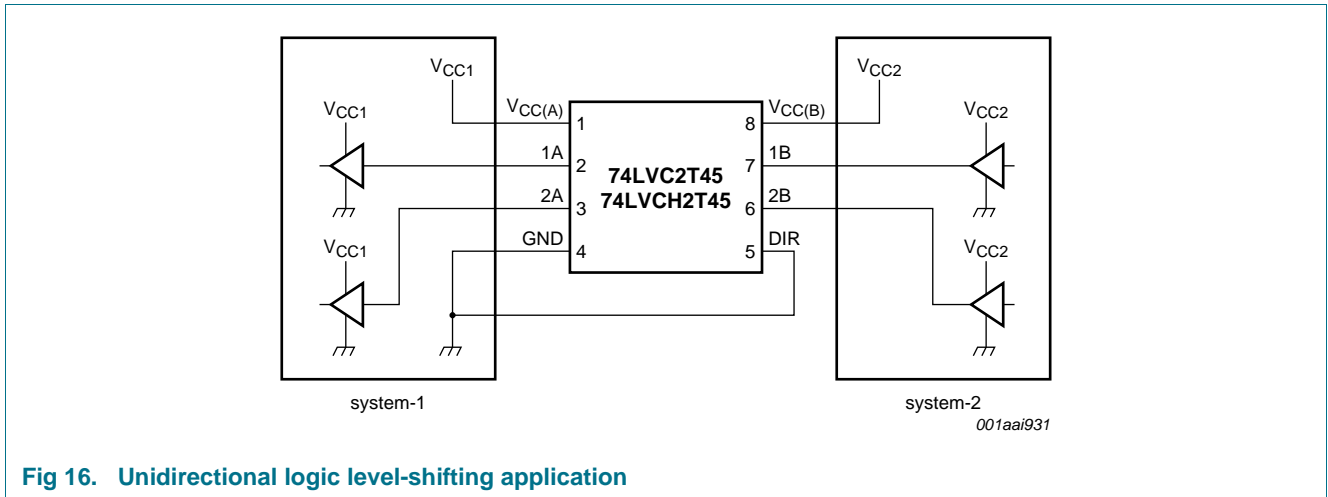 VCC1
VCC2
VCC1
VCC(A)
1
8
VCC(B)
VCC2
1A
2
74LVC2T45
7
1B
74LVCH2T45
2A
3
6
2B
VCC1
GND
4
5
DIR
VCC2
system-1
system-2
001aai931
Fig 16. Unidirectional logic level-shifting application